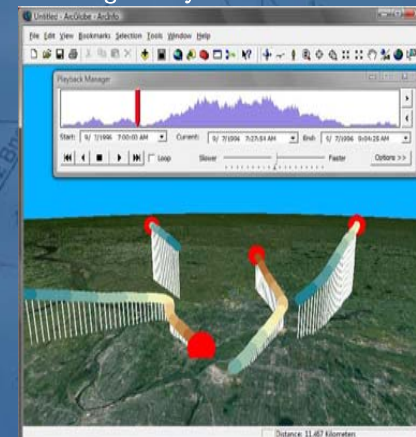 Untitled - ArcGlobe - ArcInfo
File Edit View Bookmarks Selection Tools Window Help
Playback Manager
Start: 9/ 7/1996 7:00:00 AM Current: 9/ 7/1996 7:27:54 AM End: 9/ 7/1996 9:04:28 AM
Loop Slower Faster Options >>
Distance: 11.467 Kilometers